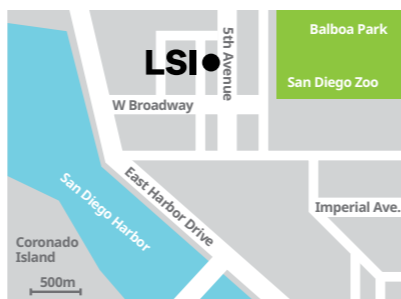 Balboa Park
5th Avenue
LSI
San Diego Zoo
W Broadway
East Harbor Drive
San Diego Harbor
Imperial Ave.
Coronado
Island
500m